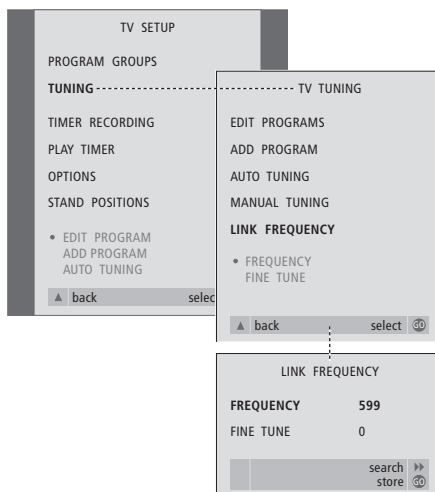 TV SETUP
PROGRAM GROUPS
TUNING
TIMER RECORDING
PLAY TIMER
OPTIONS
STAND POSITIONS
• EDIT PROGRAM
ADD PROGRAM
AUTO TUNING
▲ back selec
TV TUNING
EDIT PROGRAMS
ADD PROGRAM
AUTO TUNING
MANUAL TUNING
LINK FREQUENCY
• FREQUENCY
FINE TUNE
▲ back select GO
LINK FREQUENCY
FREQUENCY 599
FINE TUNE 0
search
store GO